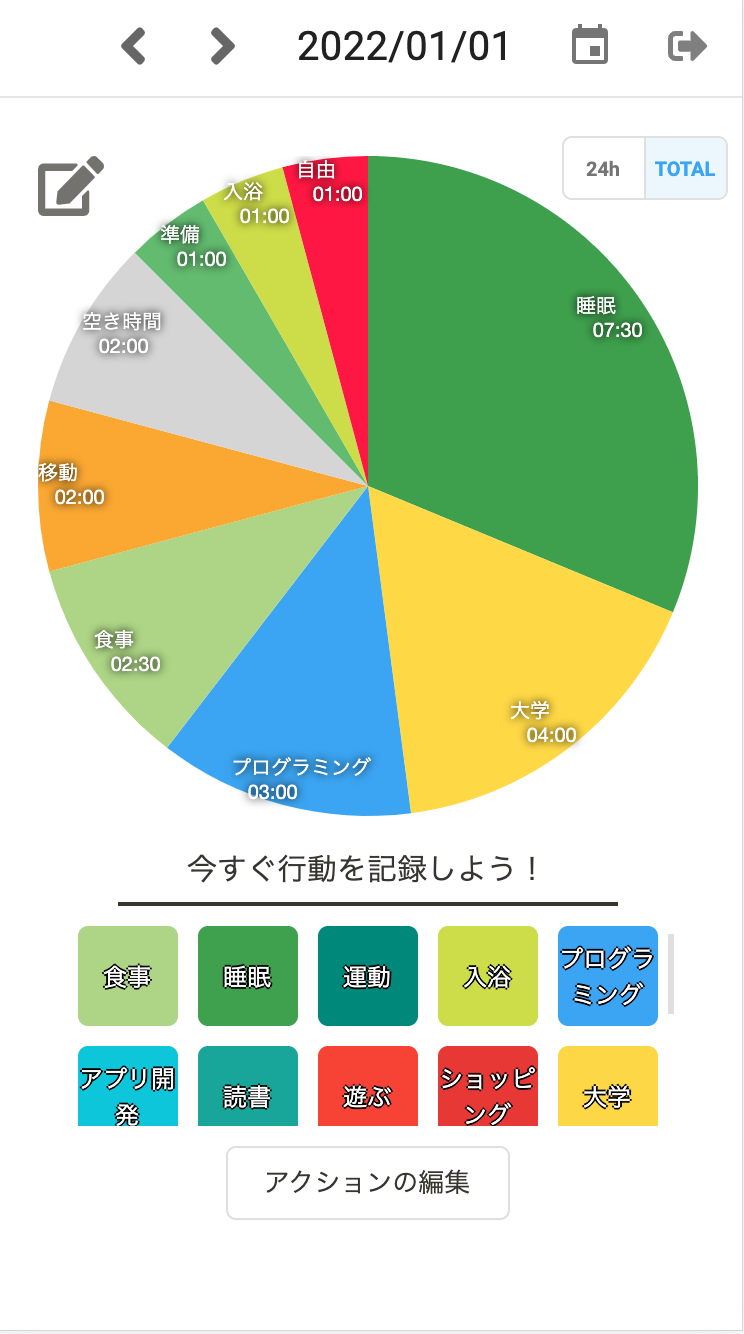 2022/01/01
24h
TOTAL
自由
01:00
入浴
01:00
準備
01:00
空き時間
02:00
睡眠
07:30
移動
02:00
食事
02:30
大学
04:00
プログラミング
03:00
今すぐ行動を記録しよう！
食事
睡眠
運動
入浴
プログラ
ミング
アプリ開
発
読書
遊ぶ
ショッピ
ング
大学
アクションの編集